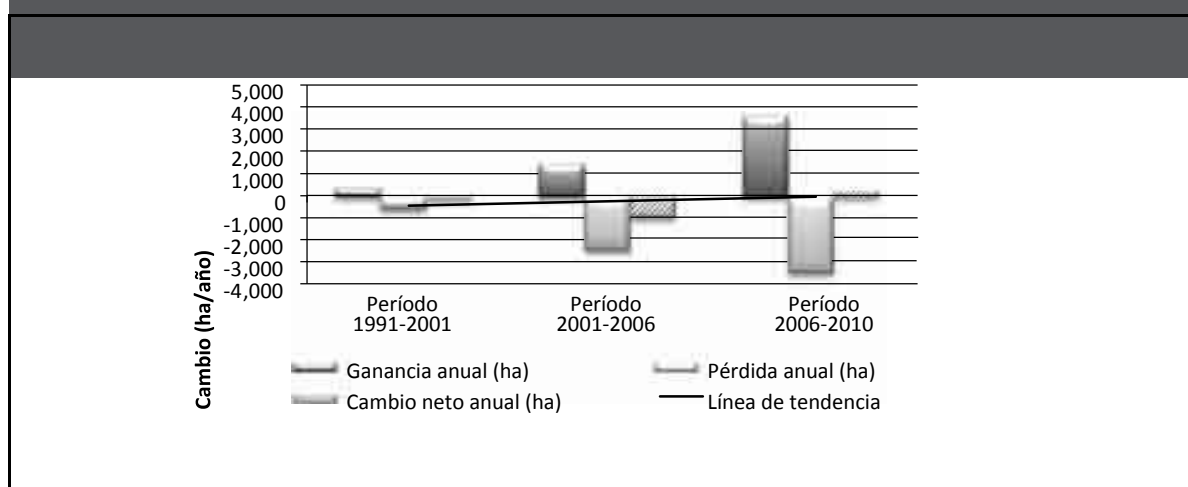 5,000
4,000
3,000
2,000
1,000
0
-1,000
-2,000
-3,000
-4,000
Cambio (ha/año)
Período
1991-2001
Período
2001-2006
Período
2006-2010
Ganancia anual (ha)
Pérdida anual (ha)
Cambio neto anual (ha)
Línea de tendencia